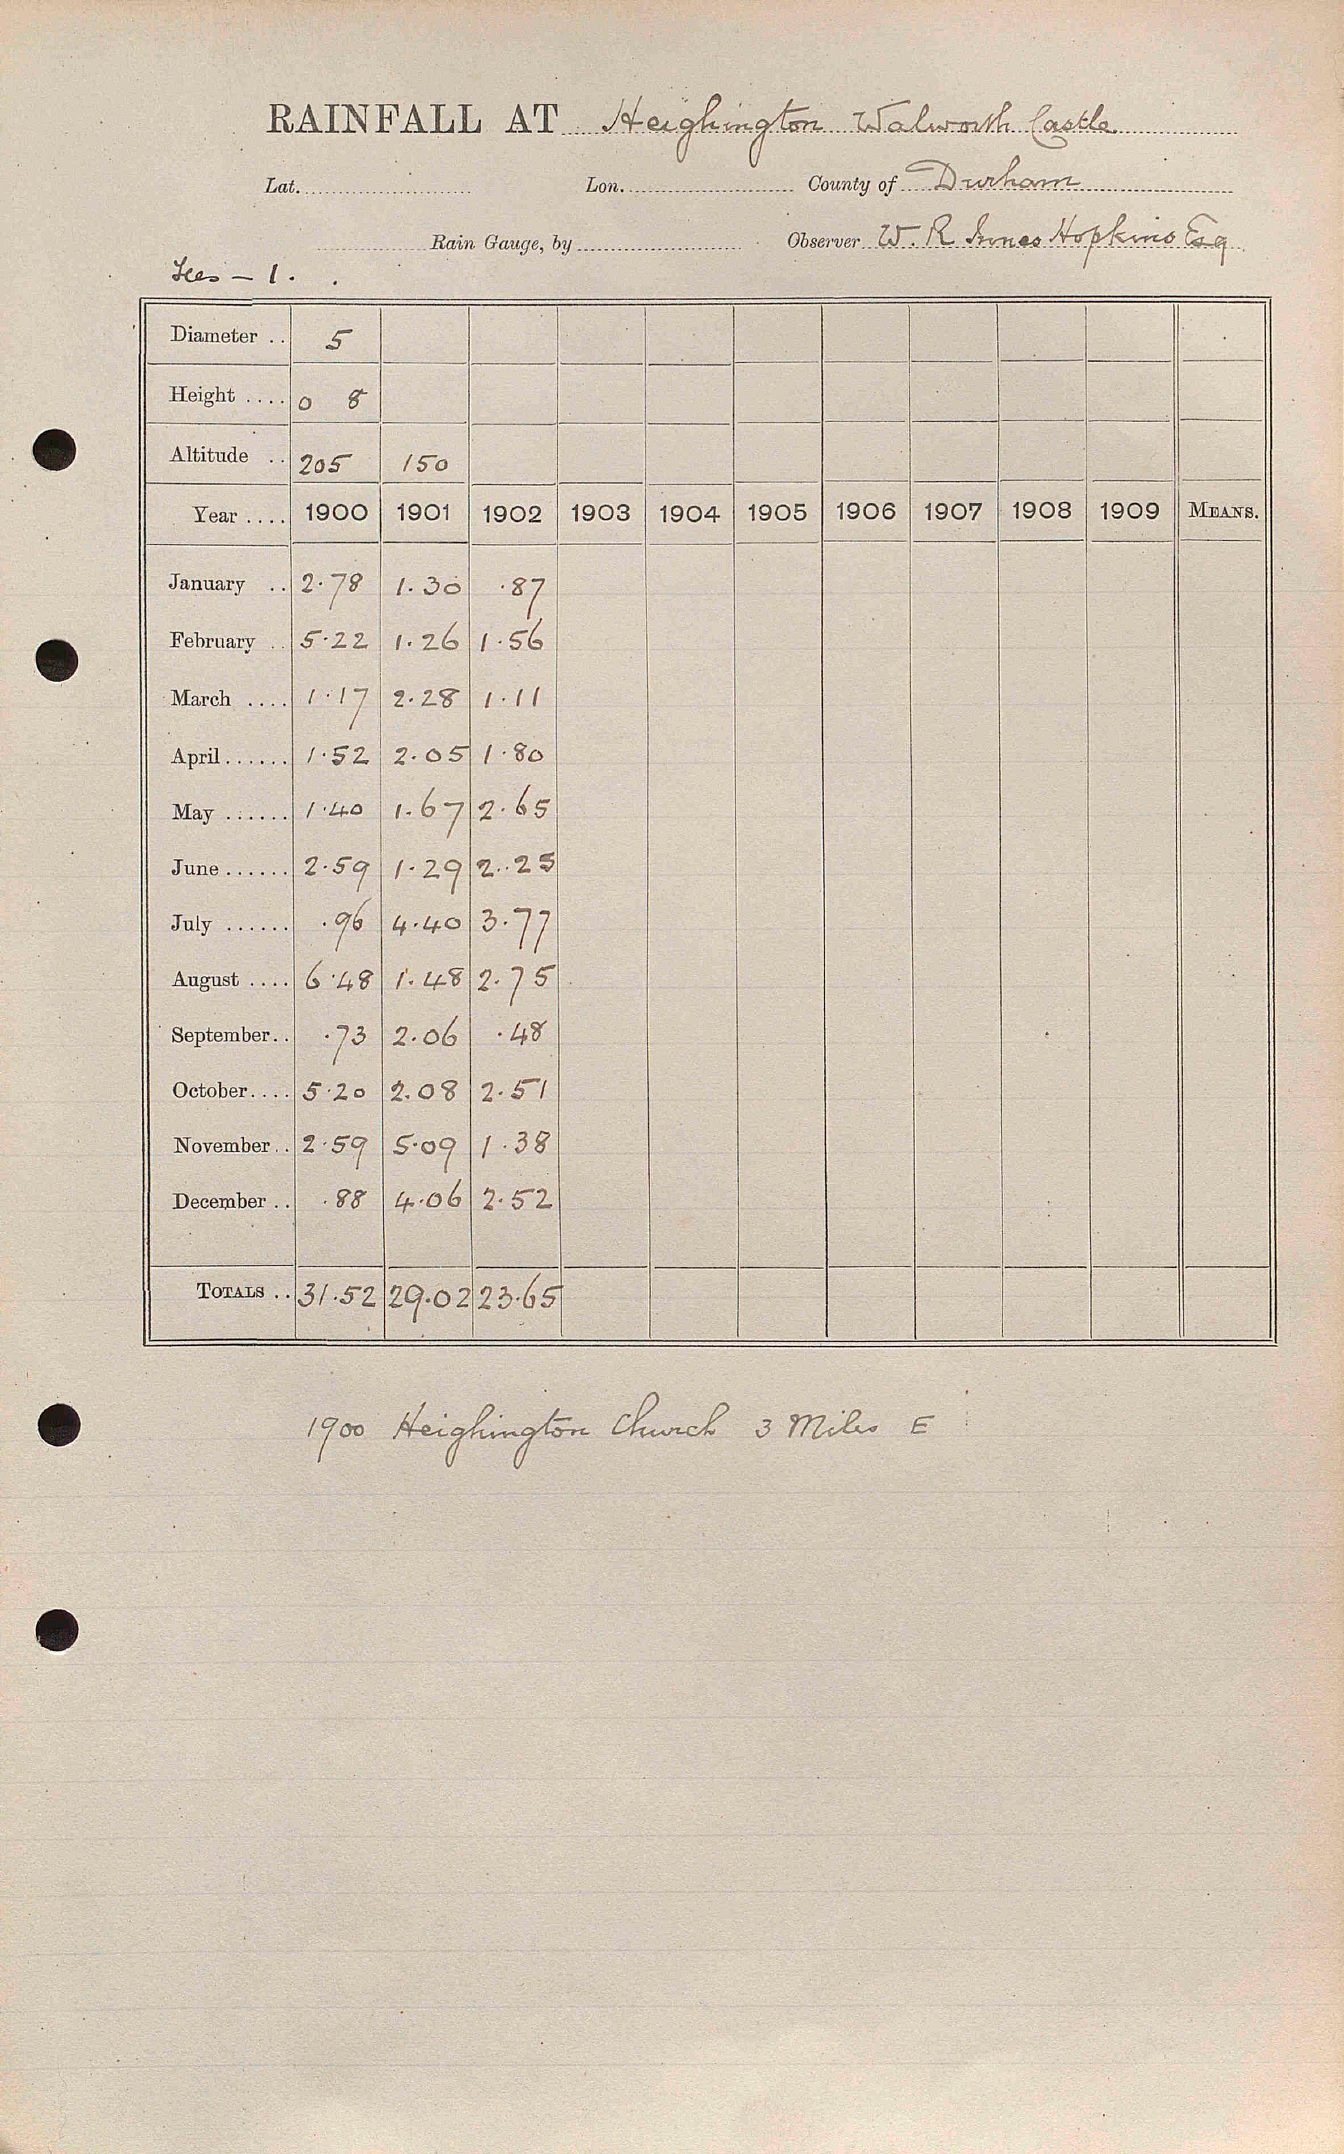 RAINFALL AT Heighington Walworth Castle
Lat. Lon. County of Durham
Rain Gauge, by Observer W. R Innes Hopkins Esq
Tees - 1.
Diameter .. 5
Height .... 0 8
Altitude .. 205 150
Year .... 1900 1901 1902 1903 1904 1905 1906 1907 1908 1909 MEANS.
January .. 2.78 1.30 .87
February .. 5.22 1.26 1.56
March .... 1.17 2.28 1.11
April ...... 1.52 2.05 1.80
May ...... 1.40 1.67 2.65
June ...... 2.59 1.29 2.25
July ...... .96 4.40 3.77
August .... 6.48 1.48 2.75
September .. .73 2.06 .48
October .... 5.20 2.08 2.51
November .. 2.59 5.09 1.38
December .. .88 4.06 2.52
TOTALS .. 31.52 29.02 23.65
1900 Heighington Church 3 Miles E